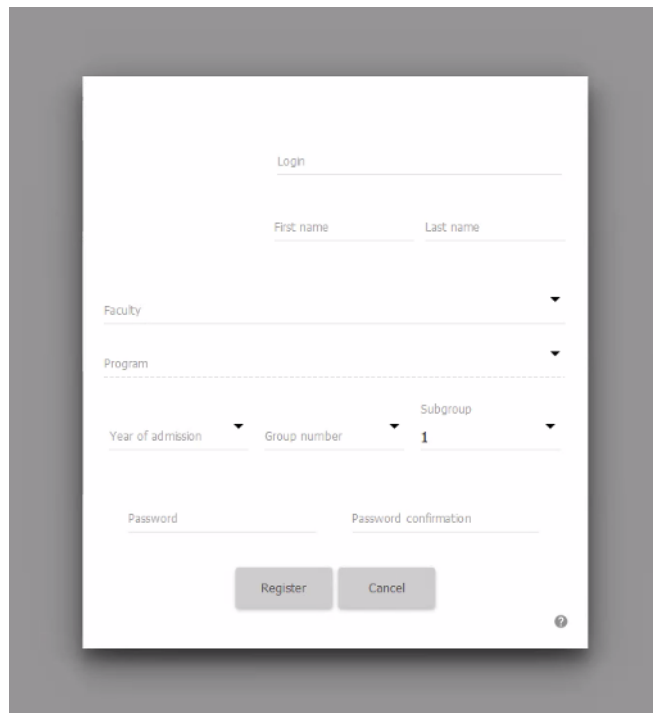 Login
First name Last name
Faculty
Program
Subgroup
Year of admission Group number 1
Password Password confirmation
Register Cancel
?